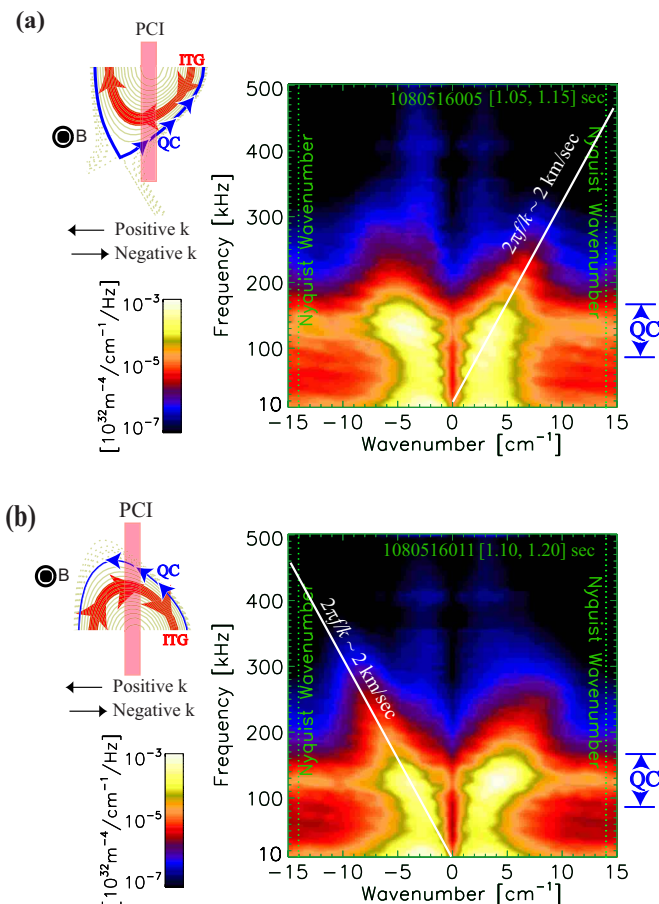 (a)
PCI
ITG
B
QC
Positive k
Negative k
10⁻³
10⁻⁵
10⁻⁷
[10³²m⁻⁴/cm⁻¹/Hz]
1080516005 [1.05, 1.15] sec
Nyquist Wavenumber
Nyquist Wavenumber
2πf/k ~ 2 km/sec
Frequency [kHz]
500
400
300
200
100
10
QC
−15 −10 −5 0 5 10 15
Wavenumber [cm⁻¹]
(b)
PCI
B
QC
ITG
Positive k
Negative k
10⁻³
10⁻⁵
10⁻⁷
[10³²m⁻⁴/cm⁻¹/Hz]
1080516011 [1.10, 1.20] sec
Nyquist Wavenumber
Nyquist Wavenumber
2πf/k ~ 2 km/sec
Frequency [kHz]
500
400
300
200
100
10
QC
−15 −10 −5 0 5 10 15
Wavenumber [cm⁻¹]